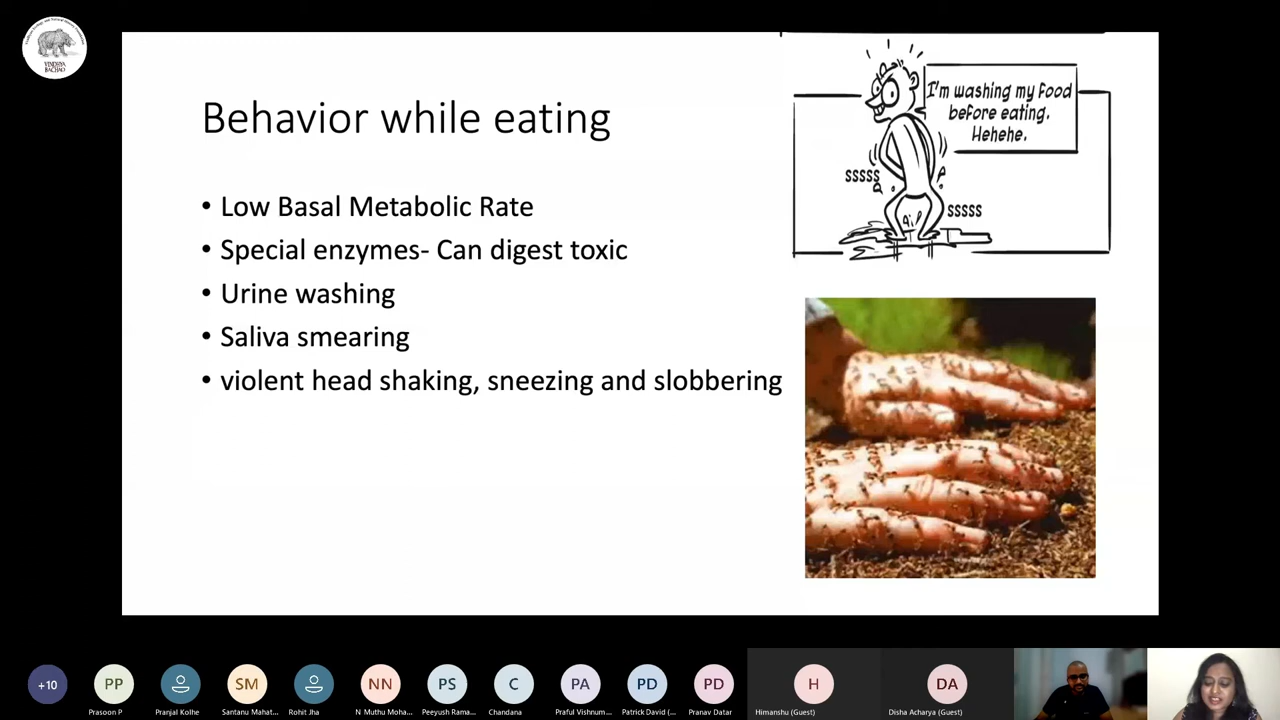 VINDHYA
BACHAO
Behavior while eating
• Low Basal Metabolic Rate
• Special enzymes- Can digest toxic
• Urine washing
• Saliva smearing
• violent head shaking, sneezing and slobbering
I'm washing my food
before eating.
Hehehe.
SSSSS
SSSSS
+10
PP
SM
NN
PS
C
PA
PD
PD
H
DA
Prasoon P
Pranjal Kolhe
Santanu Mahat...
Rohit Jha
N Muthu Moha...
Peeyush Rama...
Chandana
Praful Vishnum...
Patrick David (...
Pranav Datar
Himanshu (Guest)
Disha Acharya (Guest)